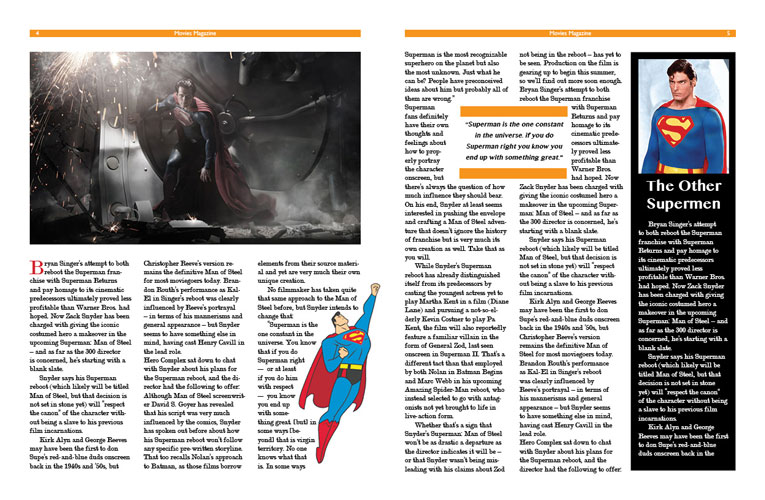 4
Movies Magazine
Bryan Singer's attempt to both
reboot the Superman fran-
chise with Superman Returns
and pay homage to its cinematic
predecessors ultimately proved less
profitable than Warner Bros. had
hoped. Now Zack Snyder has been
charged with giving the iconic
costumed hero a makeover in the
upcoming Superman: Man of Steel
– and as far as the 300 director
is concerned, he's starting with a
blank slate.
Snyder says his Superman
reboot (which will likely be titled
Man of Steel, but that decision is
not set in stone yet) will "respect
the canon" of the character with-
out being a slave to his previous
film incarnations.
Kirk Alyn and George Reeves
may have been the first to don
Supe's red-and-blue duds onscreen
back in the 1940s and '50s, but
Christopher Reeve's version re-
mains the definitive Man of Steel
for most moviegoers today. Bran-
don Routh's performance as Kal-
El in Singer's reboot was clearly
influenced by Reeve's portrayal
– in terms of his mannerisms and
general appearance – but Snyder
seems to have something else in
mind, having cast Henry Cavill in
the lead role.
Hero Complex sat down to chat
with Snyder about his plans for
the Superman reboot, and the di-
rector had the following to offer:
Although Man of Steel screenwrit-
er David S. Goyer has revealed
that his script was very much
influenced by the comics, Snyder
has spoken out before about how
his Superman reboot won't follow
any specific pre-written storyline.
That too recalls Nolan's approach
to Batman, as those films borrow
elements from their source materi-
al and yet are very much their own
unique creation.
No filmmaker has taken quite
that same approach to the Man of
Steel before, but Snyder intends to
change that
"Superman is the
one constant in the
universe. You know
that if you do
Superman right
— or at least
if you do him
with respect
— you know
you end up
with some-
thing great [but] in
some ways [be-
yond] that is virgin
territory. No one
knows what that
is. In some ways
Movies Magazine
5
Superman is the most recognizable
superhero on the planet but also
the most unknown. Just what he
can be? People have preconceived
ideas about him but probably all of
them are wrong."
Superman
fans definitely
have their own
thoughts and
feelings about
how to prop-
erly portray
the character
onscreen, but
there's always the question of how
much influence they should bear.
On his end, Snyder at least seems
interested in pushing the envelope
and crafting a Man of Steel adven-
ture that doesn't ignore the history
of franchise but is very much its
own creation as well. Take that as
you will.
While Snyder's Superman
reboot has already distinguished
itself from its predecessors by
casting the youngest actress yet to
play Martha Kent in a film (Diane
Lane) and pursuing a not-so-el-
derly Kevin Costner to play Pa
Kent, the film will also reportedly
feature a familiar villain in the
form of General Zod, last seen
onscreen in Superman II. That's a
different tact than that employed
by both Nolan in Batman Begins
and Marc Webb in his upcoming
Amazing Spider-Man reboot, who
instead selected to go with antag-
onists not yet brought to life in
live-action form.
Whether that's a sign that
Snyder's Superman: Man of Steel
won't be as drastic a departure as
the director indicates it will be –
or that Snyder wasn't being mis-
leading with his claims about Zod
"Superman is the one constant
in the universe. if you do
Superman right you know you
end up with something great."
not being in the reboot – has yet to
be seen. Production on the film is
gearing up to begin this summer,
so we'll find out more soon enough.
Bryan Singer's attempt to both
reboot the Superman franchise
with Superman
Returns and pay
homage to its
cinematic prede-
cessors ultimate-
ly proved less
profitable than
Warner Bros.
had hoped. Now
Zack Snyder has been charged with
giving the iconic costumed hero a
makeover in the upcoming Super-
man: Man of Steel – and as far as
the 300 director is concerned, he's
starting with a blank slate.
Snyder says his Superman
reboot (which will likely be titled
Man of Steel, but that decision is
not set in stone yet) will "respect
the canon" of the character with-
out being a slave to his previous
film incarnations.
Kirk Alyn and George Reeves
may have been the first to don
Supe's red-and-blue duds onscreen
back in the 1940s and '50s, but
Christopher Reeve's version
remains the definitive Man of
Steel for most moviegoers today.
Brandon Routh's performance
as Kal-El in Singer's reboot
was clearly influenced by
Reeve's portrayal – in terms of
his mannerisms and general
appearance – but Snyder seems
to have something else in mind,
having cast Henry Cavill in the
lead role.
Hero Complex sat down to chat
with Snyder about his plans for
the Superman reboot, and the
director had the following to offer:
The Other
Supermen
Bryan Singer's attempt
to both reboot the Superman
franchise with Superman
Returns and pay homage to
its cinematic predecessors
ultimately proved less
profitable than Warner Bros.
had hoped. Now Zack Snyder
has been charged with giving
the iconic costumed hero a
makeover in the upcoming
Superman: Man of Steel – and
as far as the 300 director is
concerned, he's starting with a
blank slate.
Snyder says his Superman
reboot (which will likely be
titled Man of Steel, but that
decision is not set in stone
yet) will "respect the canon"
of the character without being
a slave to his previous film
incarnations.
Kirk Alyn and George
Reeves may have been the first
to don Supe's red-and-blue
duds onscreen back in the